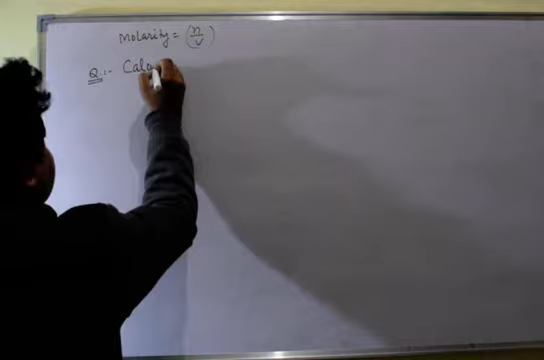 Molarity = (n/v)
Q.:- Calc